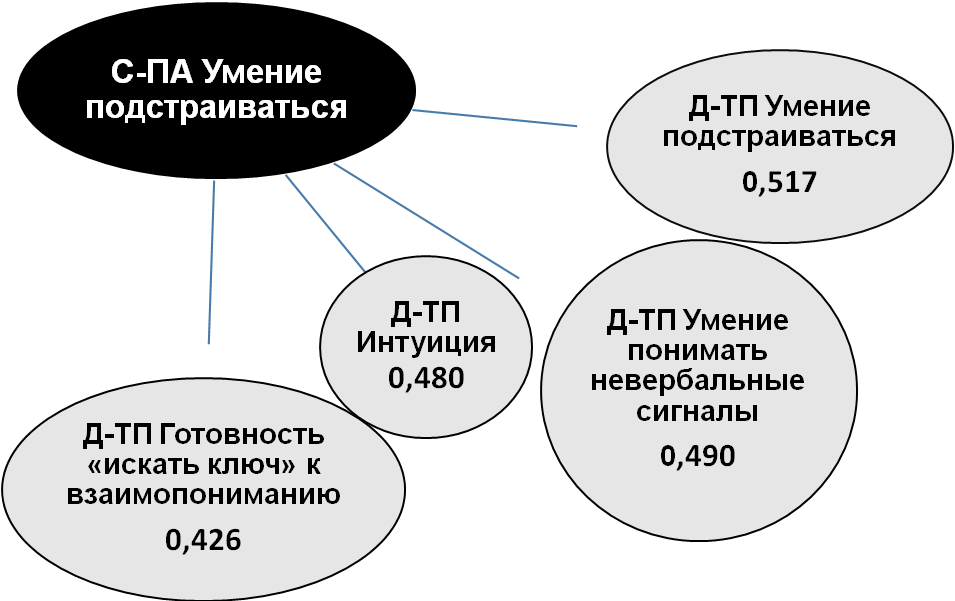 С-ПА Умение
подстраиваться
Д-ТП Умение
подстраиваться
0,517
Д-ТП
Интуиция
0,480
Д-ТП Умение
понимать
невербальные
сигналы
0,490
Д-ТП Готовность
«искать ключ» к
взаимопониманию
0,426